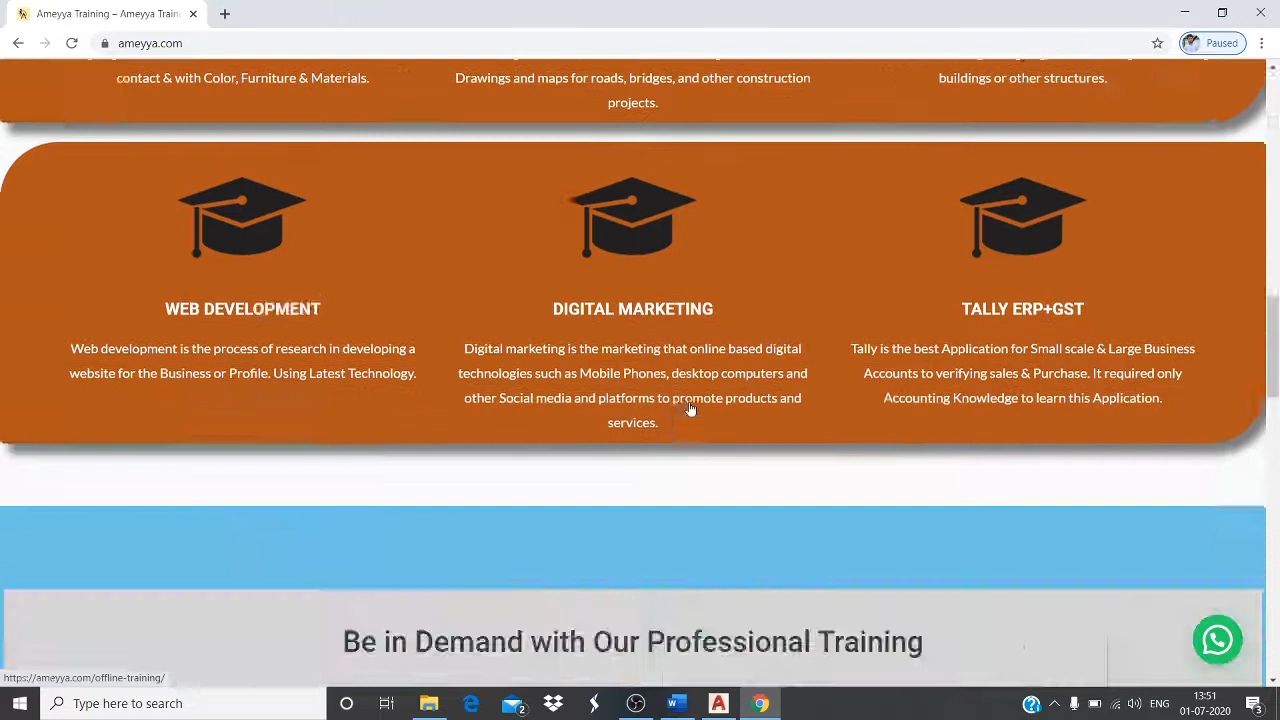 Ameyya Training – Ameyya Train
ameyya.com
Paused
contact & with Color, Furniture & Materials.
Drawings and maps for roads, bridges, and other construction
projects.
buildings or other structures.
WEB DEVELOPMENT
Web development is the process of research in developing a
website for the Business or Profile. Using Latest Technology.
DIGITAL MARKETING
Digital marketing is the marketing that online based digital
technologies such as Mobile Phones, desktop computers and
other Social media and platforms to promote products and
services.
TALLY ERP+GST
Tally is the best Application for Small scale & Large Business
Accounts to verifying sales & Purchase. It required only
Accounting Knowledge to learn this Application.
Be in Demand with Our Professional Training
https://ameyya.com/offline-training/
Type here to search
2
ENG
13:51
01-07-2020
3